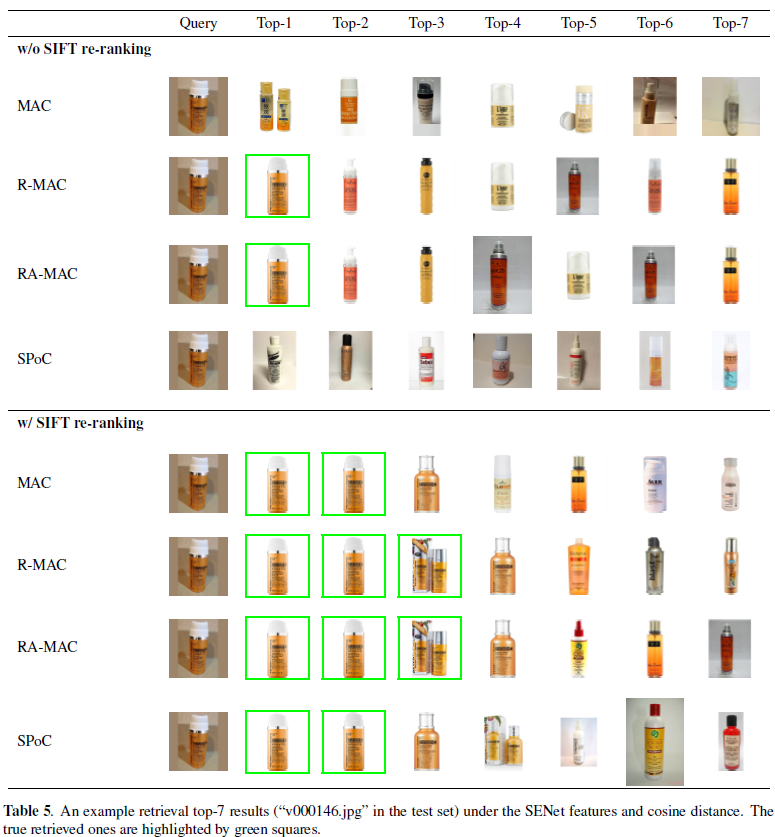 Query Top-1 Top-2 Top-3 Top-4 Top-5 Top-6 Top-7
w/o SIFT re-ranking
MAC
R-MAC
RA-MAC
SPoC
w/ SIFT re-ranking
MAC
R-MAC
RA-MAC
SPoC
Table 5. An example retrieval top-7 results (“v000146.jpg” in the test set) under the SENet features and cosine distance. The
true retrieved ones are highlighted by green squares.